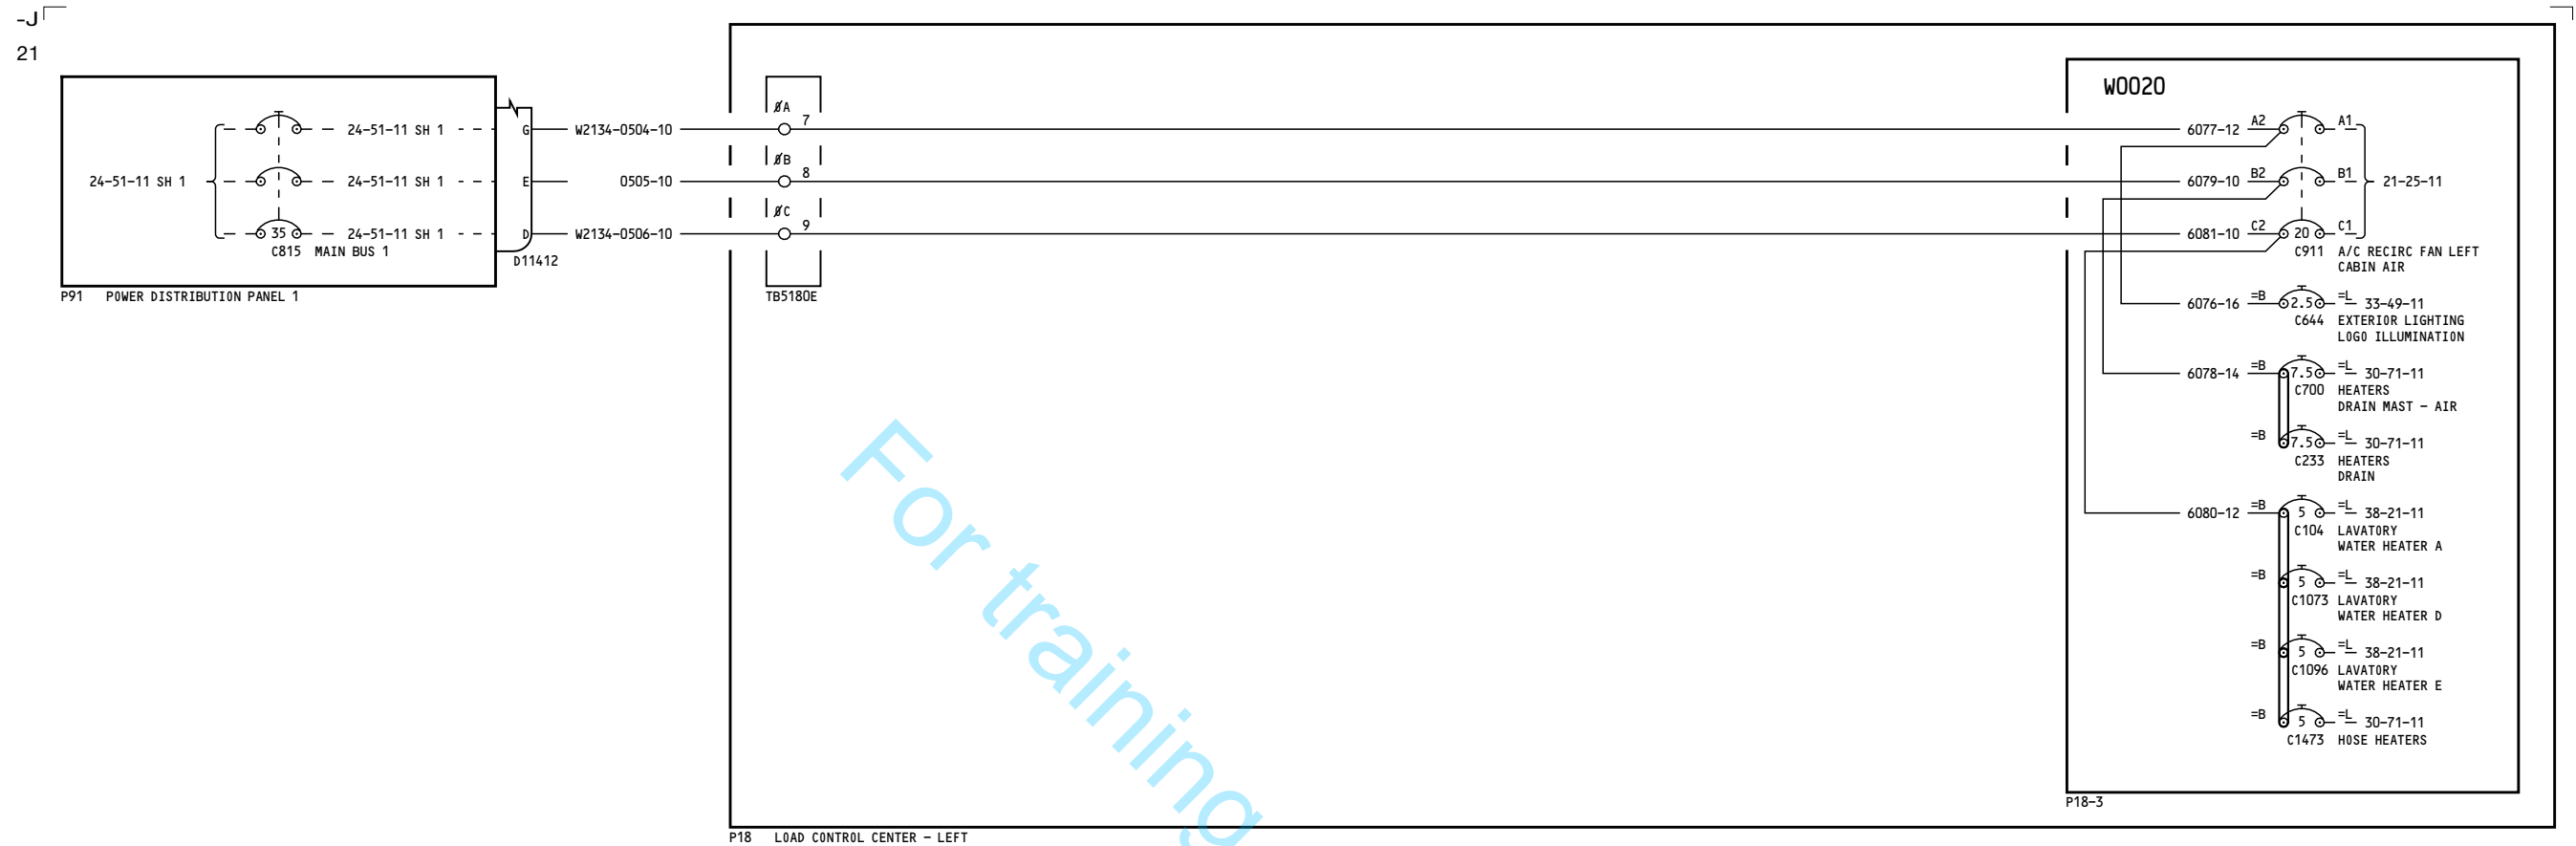 -J
21
24-51-11 SH 1
24-51-11 SH 1
24-51-11 SH 1
24-51-11 SH 1
35
C815 MAIN BUS 1
G
E
D
D11412
P91 POWER DISTRIBUTION PANEL 1
W2134-0504-10
0505-10
W2134-0506-10
ØA
7
ØB
8
ØC
9
TB5180E
W0020
6077-12 A2 A1
6079-10 B2 B1 21-25-11
6081-10 C2 20 C1
C911 A/C RECIRC FAN LEFT
CABIN AIR
6076-16 =B 2.5 =L 33-49-11
C644 EXTERIOR LIGHTING
LOGO ILLUMINATION
6078-14 =B 7.5 =L 30-71-11
C700 HEATERS
DRAIN MAST - AIR
=B 7.5 =L 30-71-11
C233 HEATERS
DRAIN
6080-12 =B 5 =L 38-21-11
C104 LAVATORY
WATER HEATER A
=B 5 =L 38-21-11
C1073 LAVATORY
WATER HEATER D
=B 5 =L 38-21-11
C1096 LAVATORY
WATER HEATER E
=B 5 =L 30-71-11
C1473 HOSE HEATERS
P18-3
P18 LOAD CONTROL CENTER - LEFT
For training